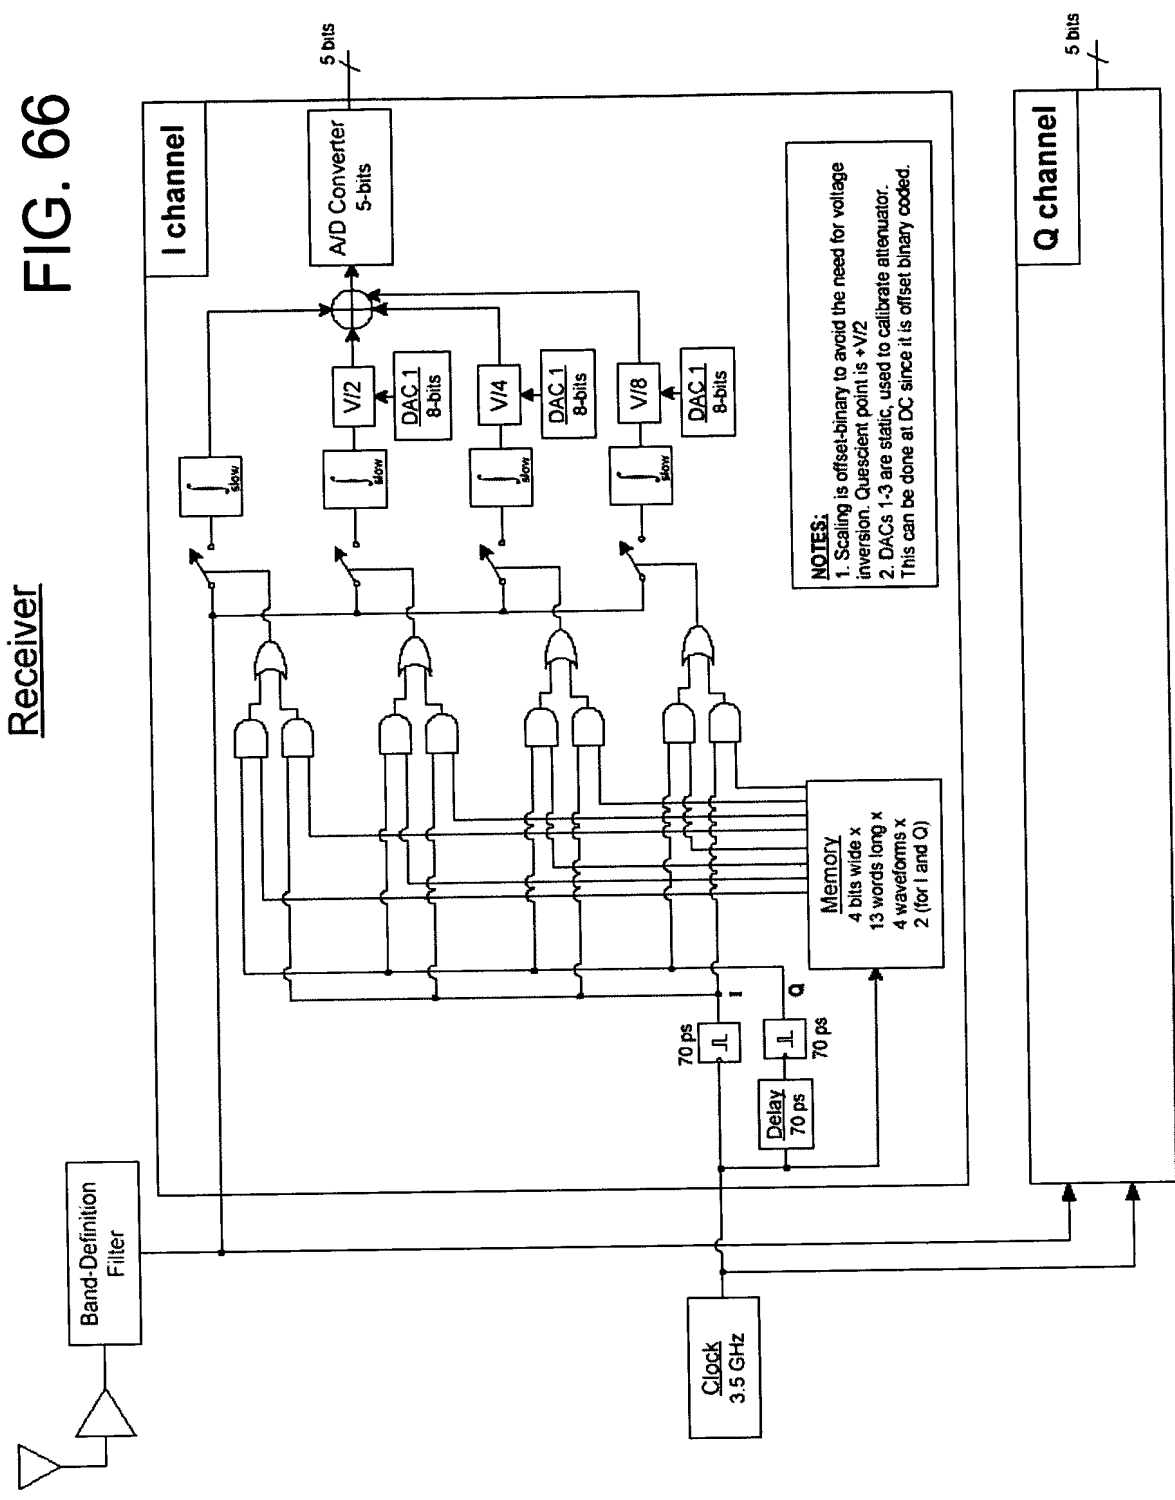 FIG. 66
Receiver
Band-Definition
Filter
Clock
3.5 GHz
I channel
5 bits
A/D Converter
5-bits
slow
V/2
DAC 1
8-bits
slow
V/4
DAC 1
8-bits
slow
V/8
DAC 1
8-bits
slow
70 ps
I
Delay
70 ps
70 ps
Q
Memory
4 bits wide x
13 words long x
4 waveforms x
2 (for I and Q)
NOTES:
1. Scaling is offset-binary to avoid the need for voltage
inversion. Quescient point is +V/2
2. DACs 1-3 are static, used to calibrate attenuator.
This can be done at DC since it is offset binary coded.
Q channel
5 bits